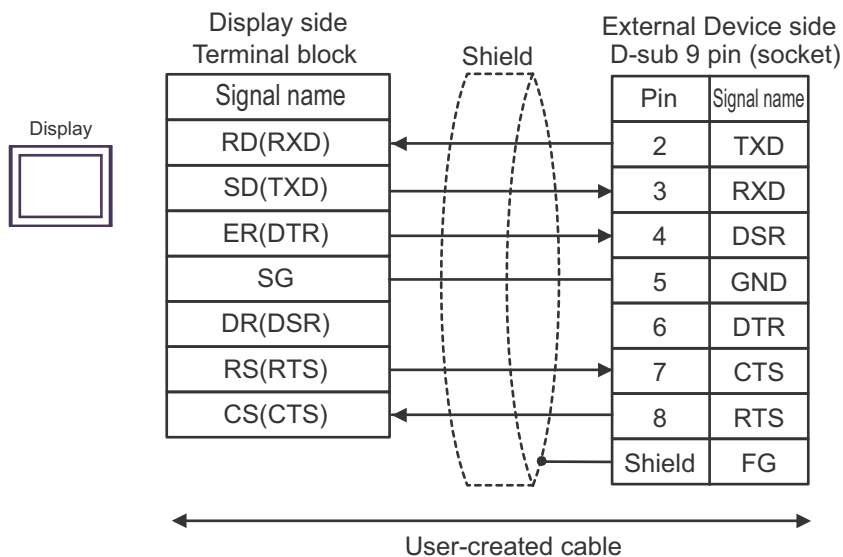 Display side
Terminal block
Shield
External Device side
D-sub 9 pin (socket)
Display
Signal name
RD(RXD)
SD(TXD)
ER(DTR)
SG
DR(DSR)
RS(RTS)
CS(CTS)
Pin Signal name
2 TXD
3 RXD
4 DSR
5 GND
6 DTR
7 CTS
8 RTS
Shield FG
User-created cable